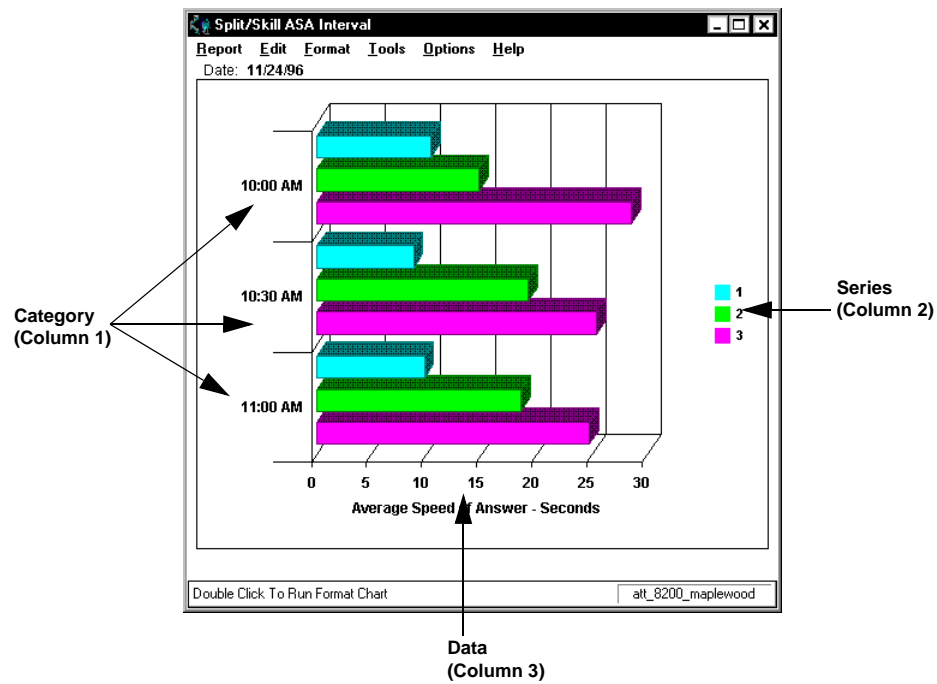 Split/Skill ASA Interval
Report Edit Format Tools Options Help
Date: 11/24/96
10:00 AM
10:30 AM
11:00 AM
Category
(Column 1)
1
2
3
Series
(Column 2)
0 5 10 15 20 25 30
Average Speed of Answer - Seconds
Double Click To Run Format Chart
att_8200_maplewood
Data
(Column 3)